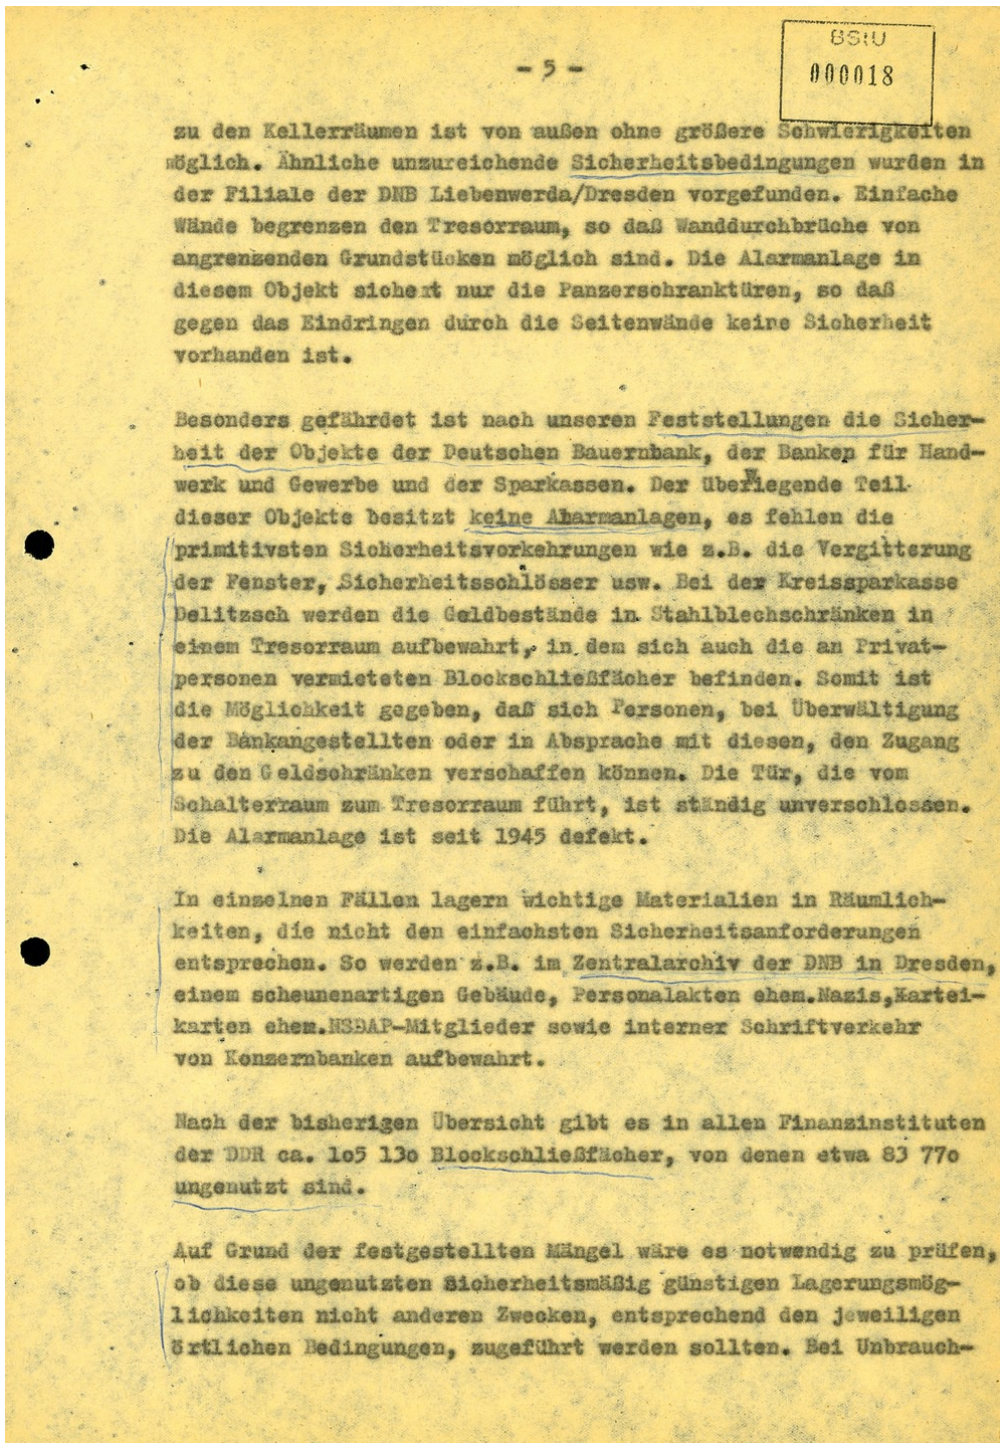 - 5 -
BStU
000018
zu den Kellerräumen ist von außen ohne größere Schwierigkeiten
möglich. Ähnliche unzureichende Sicherheitsbedingungen wurden in
der Filiale der DNB Liebenwerda/Dresden vorgefunden. Einfache
Wände begrenzen den Tresorraum, so daß Wanddurchbrüche von
angrenzenden Grundstücken möglich sind. Die Alarmanlage in
diesem Objekt sichert nur die Panzerschranktüren, so daß
gegen das Eindringen durch die Seitenwände keine Sicherheit
vorhanden ist.
Besonders gefährdet ist nach unseren Feststellungen die Sicher-
heit der Objekte der Deutschen Bauernbank, der Banken für Hand-
werk und Gewerbe und der Sparkassen. Der überwiegende Teil
dieser Objekte besitzt keine Alarmanlagen, es fehlen die
primitivsten Sicherheitsvorkehrungen wie z.B. die Vergitterung
der Fenster, Sicherheitsschlösser usw. Bei der Kreissparkasse
Delitzsch werden die Geldbestände in Stahlblechschränken in
einem Tresorraum aufbewahrt, in dem sich auch die an Privat-
personen vermieteten Blockschließfächer befinden. Somit ist
die Möglichkeit gegeben, daß sich Personen, bei Überwältigung
der Bankangestellten oder in Absprache mit diesen, den Zugang
zu den Geldschränken verschaffen können. Die Tür, die vom
Schalterraum zum Tresorraum führt, ist ständig unverschlossen.
Die Alarmanlage ist seit 1945 defekt.
In einzelnen Fällen lagern wichtige Materialien in Räumlich-
keiten, die nicht den einfachsten Sicherheitsanforderungen
entsprechen. So werden z.B. im Zentralarchiv der DNB in Dresden,
einem scheunenartigen Gebäude, Personalakten ehem.Nazis,Kartei-
karten ehem.NSDAP-Mitglieder sowie interner Schriftverkehr
von Konzernbanken aufbewahrt.
Nach der bisherigen Übersicht gibt es in allen Finanzinstituten
der DDR ca. 1o5 13o Blockschließfächer, von denen etwa 83 77o
ungenutzt sind.
Auf Grund der festgestellten Mängel wäre es notwendig zu prüfen,
ob diese ungenutzten sicherheitsmäßig günstigen Lagerungsmög-
lichkeiten nicht anderen Zwecken, entsprechend den jeweiligen
örtlichen Bedingungen, zugeführt werden sollten. Bei Unbrauch-